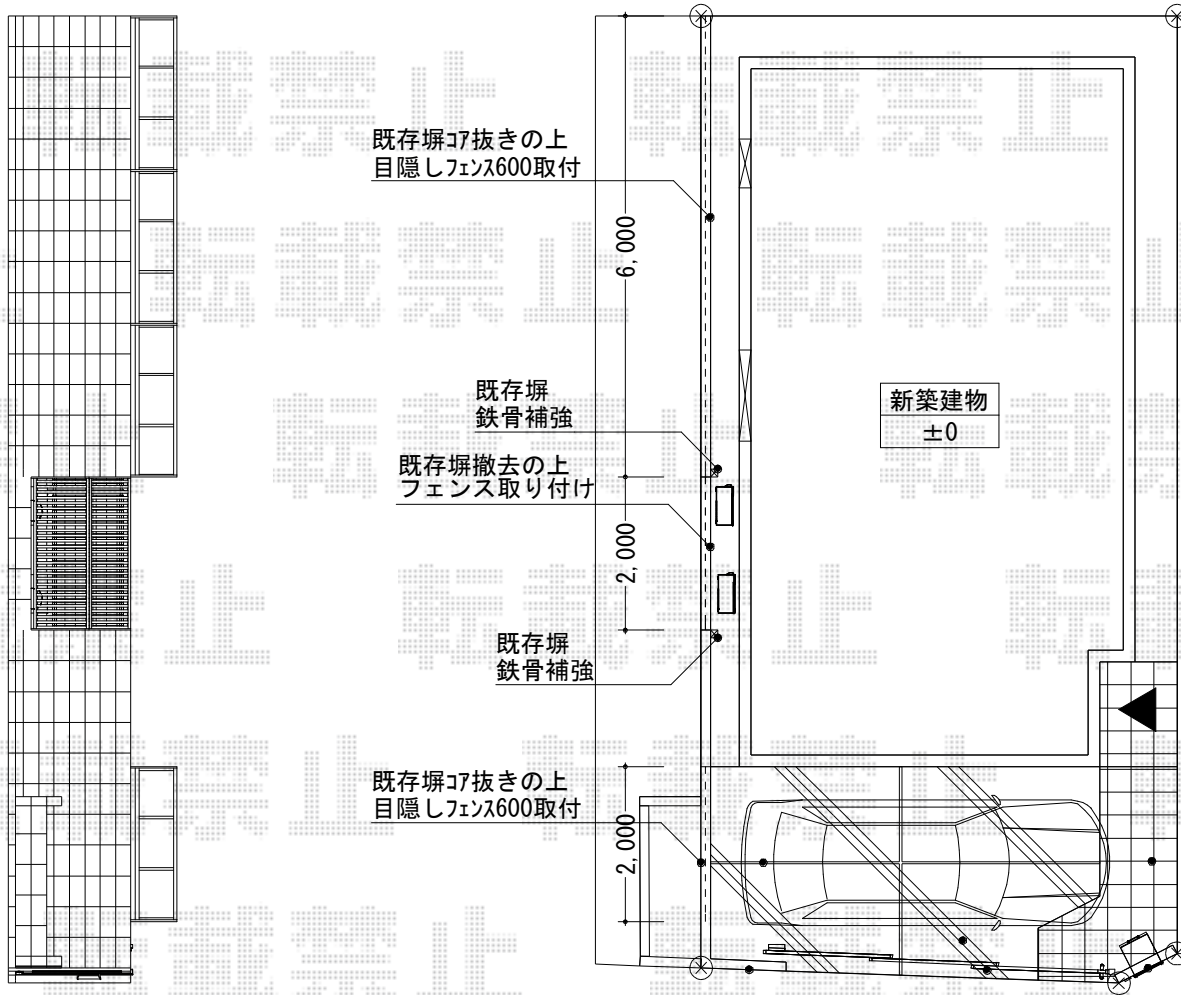 既存塀コア抜きの上
目隠しフェンス600取付
6,000
既存塀
鉄骨補強
新築建物
±0
既存塀撤去の上
フェンス取り付け
2,000
既存塀
鉄骨補強
既存塀コア抜きの上
目隠しフェンス600取付
2,000
転載禁止